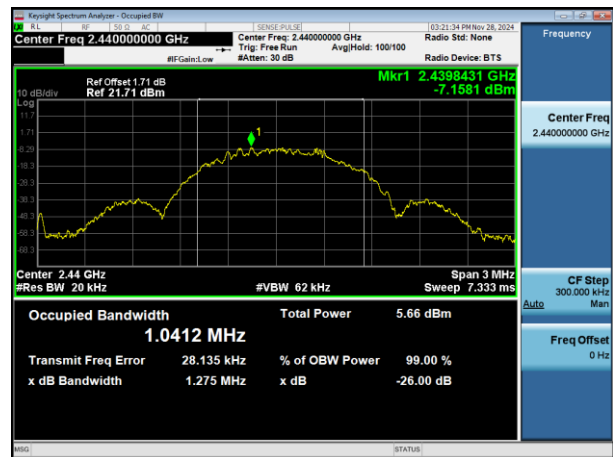 Keysight Spectrum Analyzer - Occupied BW
RL RF 50 Ω AC SENSE:PULSE 03:21:34 PM Nov 28, 2024
Center Freq 2.440000000 GHz Center Freq: 2.440000000 GHz Radio Std: None
Trig: Free Run Avg|Hold: 100/100
#IFGain:Low #Atten: 30 dB Radio Device: BTS
Frequency
Ref Offset 1.71 dB Mkr1 2.4398431 GHz
10 dB/div Ref 21.71 dBm -7.1581 dBm
Log
11.7
1.71
-8.29
-18.3
-28.3
-38.3
-48.3
-58.3
-68.3
1
Center 2.44 GHz Span 3 MHz
#Res BW 20 kHz #VBW 62 kHz Sweep 7.333 ms
Occupied Bandwidth Total Power 5.66 dBm
1.0412 MHz
Transmit Freq Error 28.135 kHz % of OBW Power 99.00 %
x dB Bandwidth 1.275 MHz x dB -26.00 dB
Center Freq
2.440000000 GHz
CF Step
300.000 kHz
Auto Man
Freq Offset
0 Hz
MSG STATUS